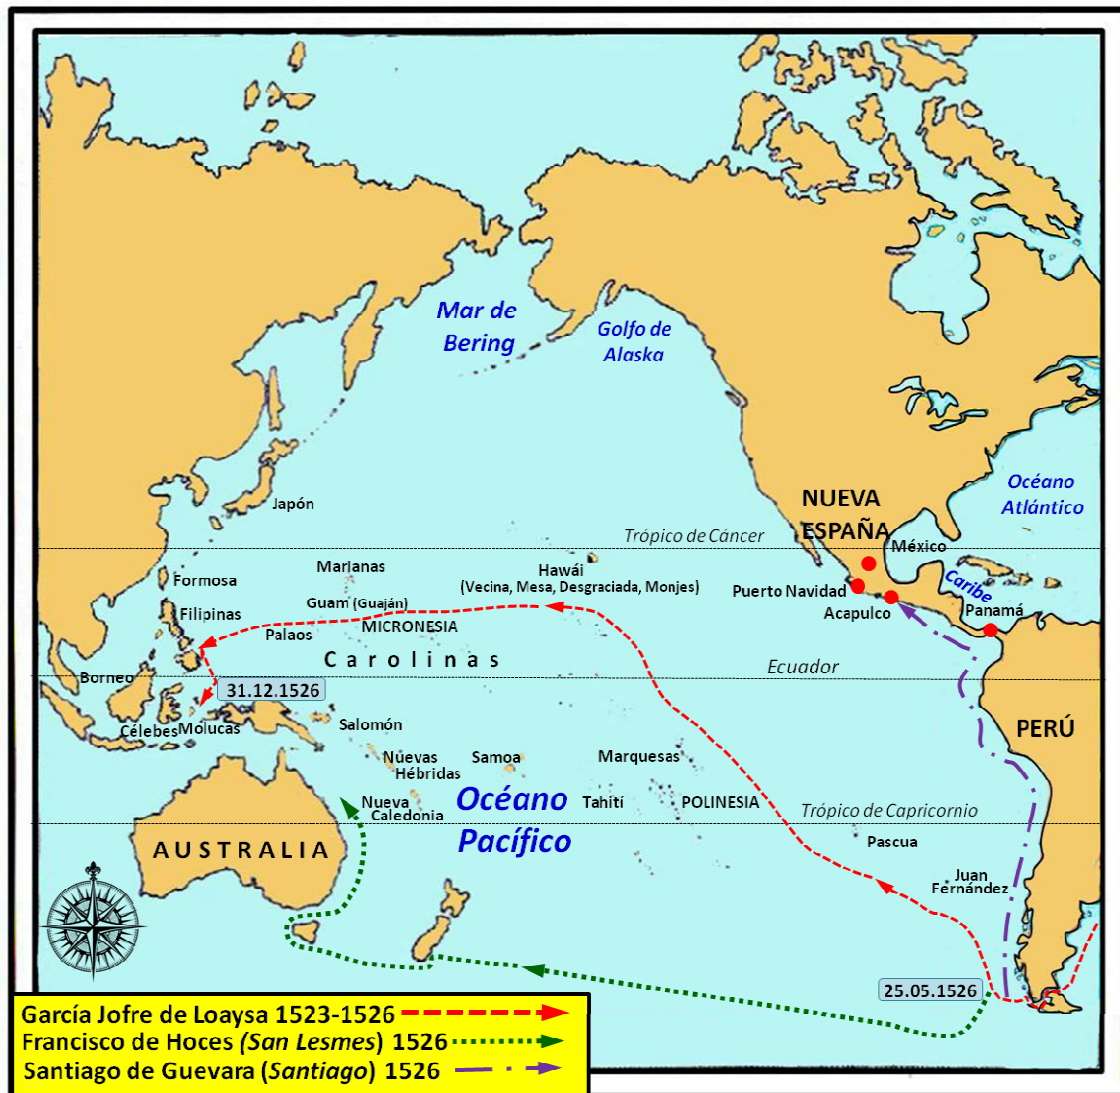 Mar de
Bering
Golfo de
Alaska
Océano
Atlántico
NUEVA
ESPAÑA
Japón
Trópico de Cáncer
México
Formosa
Marianas
Hawái
(Vecina, Mesa, Desgraciada, Monjes)
Puerto Navidad
Caribe
Acapulco
Panamá
Filipinas
Guam (Guaján)
Palaos
MICRONESIA
Carolinas
Ecuador
Borneo
31.12.1526
Célebes
Molucas
Salomón
PERÚ
Nuevas
Hébridas
Samoa
Marquesas
Océano
Pacífico
Nueva
Caledonia
Tahití
POLINESIA
Trópico de Capricornio
Pascua
AUSTRALIA
Juan
Fernández
25.05.1526
García Jofre de Loaysa 1523-1526
Francisco de Hoces (San Lesmes) 1526
Santiago de Guevara (Santiago) 1526